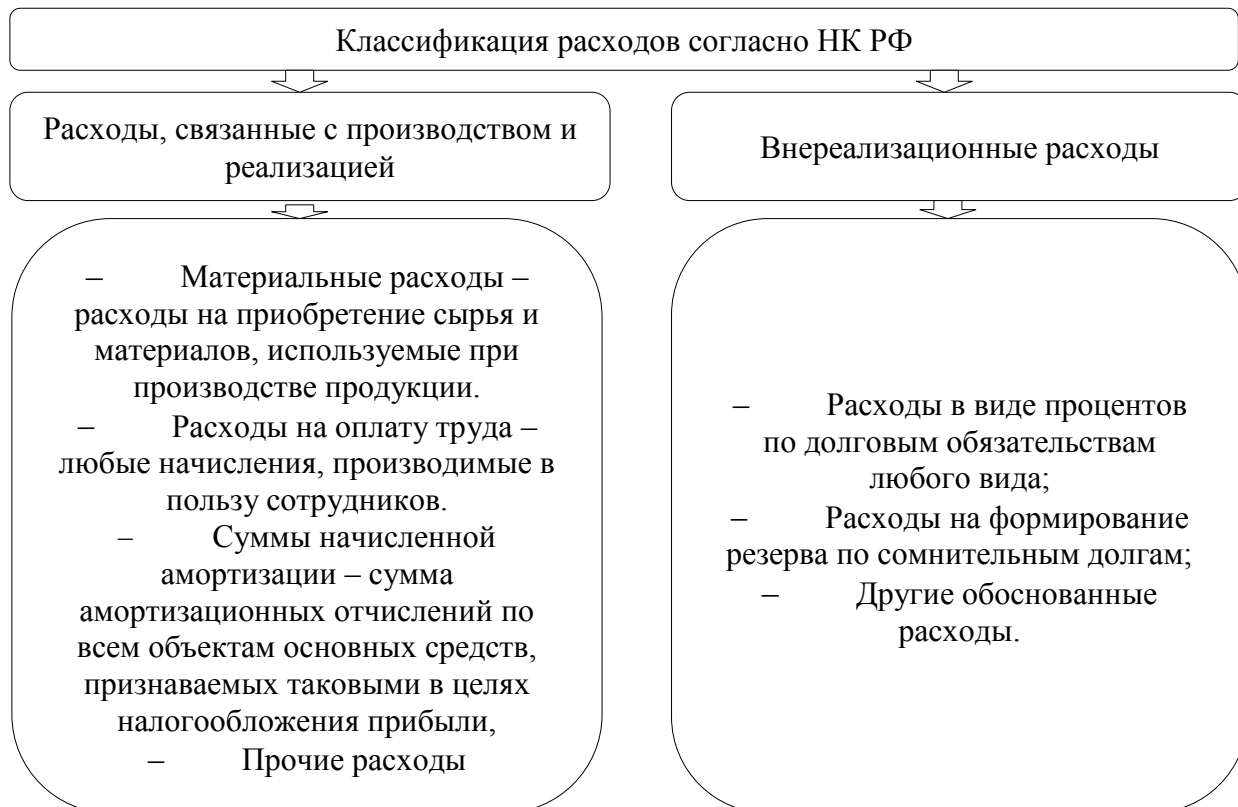 Классификация расходов согласно НК РФ
Расходы, связанные с производством и
реализацией
Внереализационные расходы
– Материальные расходы –
расходы на приобретение сырья и
материалов, используемые при
производстве продукции.
– Расходы на оплату труда –
любые начисления, производимые в
пользу сотрудников.
– Суммы начисленной
амортизации – сумма
амортизационных отчислений по
всем объектам основных средств,
признаваемых таковыми в целях
налогообложения прибыли,
– Прочие расходы
– Расходы в виде процентов
по долговым обязательствам
любого вида;
– Расходы на формирование
резерва по сомнительным долгам;
– Другие обоснованные
расходы.